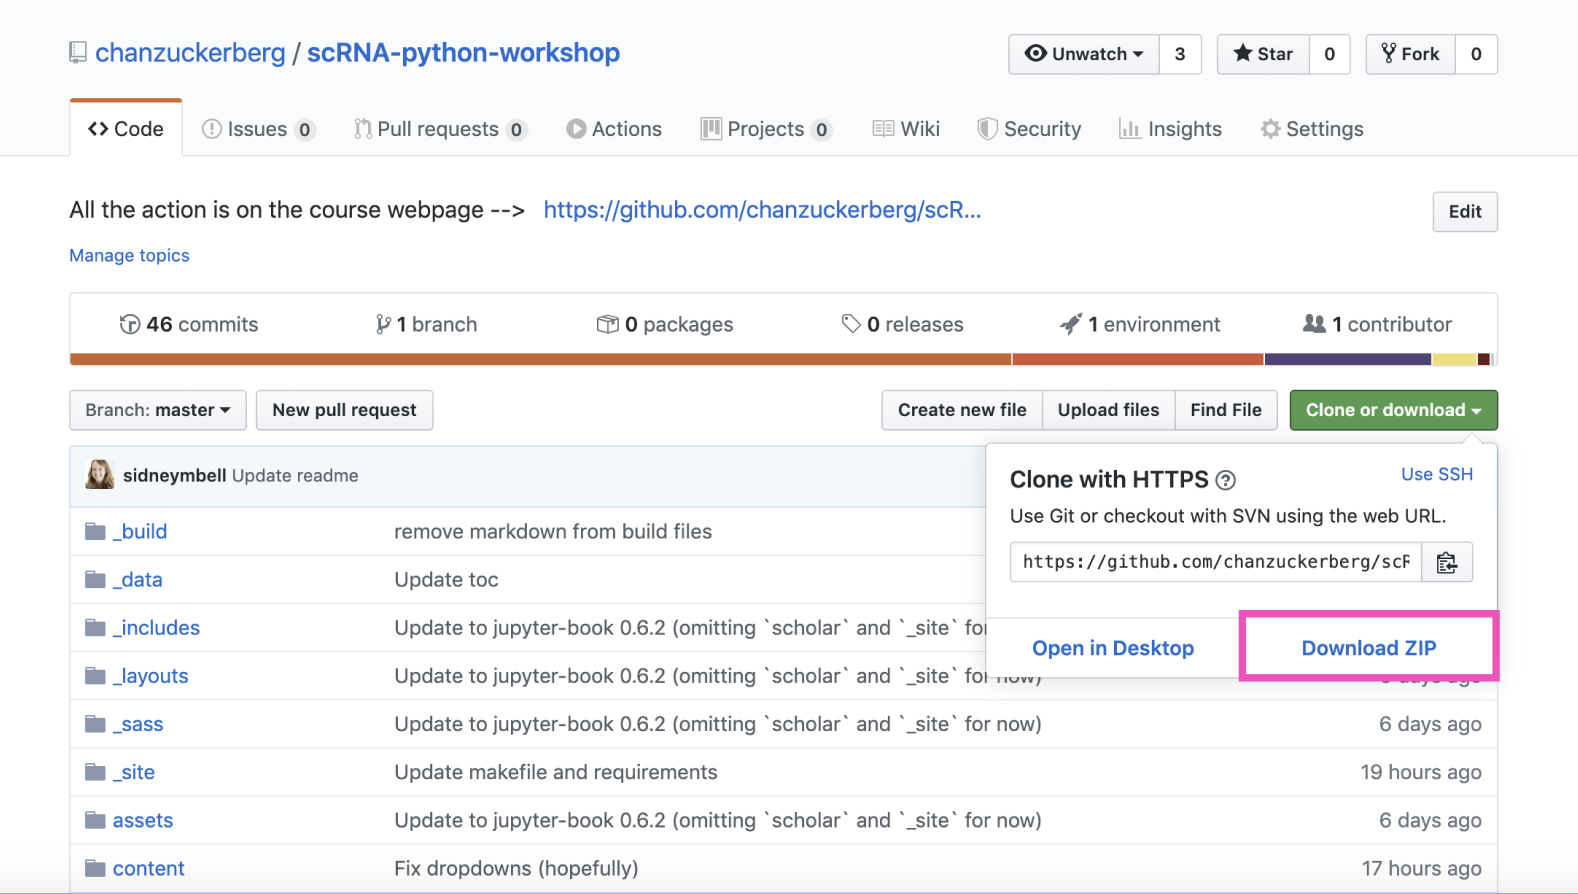 chanzuckerberg / scRNA-python-workshop
Unwatch 3 Star 0 Fork 0
Code Issues 0 Pull requests 0 Actions Projects 0 Wiki Security Insights Settings
All the action is on the course webpage --> https://github.com/chanzuckerberg/scR...
Edit
Manage topics
46 commits 1 branch 0 packages 0 releases 1 environment 1 contributor
Branch: master New pull request Create new file Upload files Find File Clone or download
sidneymbell Update readme
Clone with HTTPS ? Use SSH
Use Git or checkout with SVN using the web URL.
https://github.com/chanzuckerberg/scR
Open in Desktop Download ZIP
_build remove markdown from build files
_data Update toc
_includes Update to jupyter-book 0.6.2 (omitting `scholar` and `_site` for
_layouts Update to jupyter-book 0.6.2 (omitting `scholar` and `_site` for now)
_sass Update to jupyter-book 0.6.2 (omitting `scholar` and `_site` for now) 6 days ago
_site Update makefile and requirements 19 hours ago
assets Update to jupyter-book 0.6.2 (omitting `scholar` and `_site` for now) 6 days ago
content Fix dropdowns (hopefully) 17 hours ago